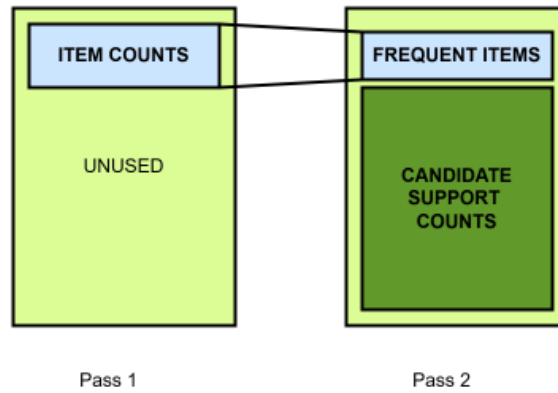 ITEM COUNTS
UNUSED
Pass 1
FREQUENT ITEMS
CANDIDATE
SUPPORT
COUNTS
Pass 2